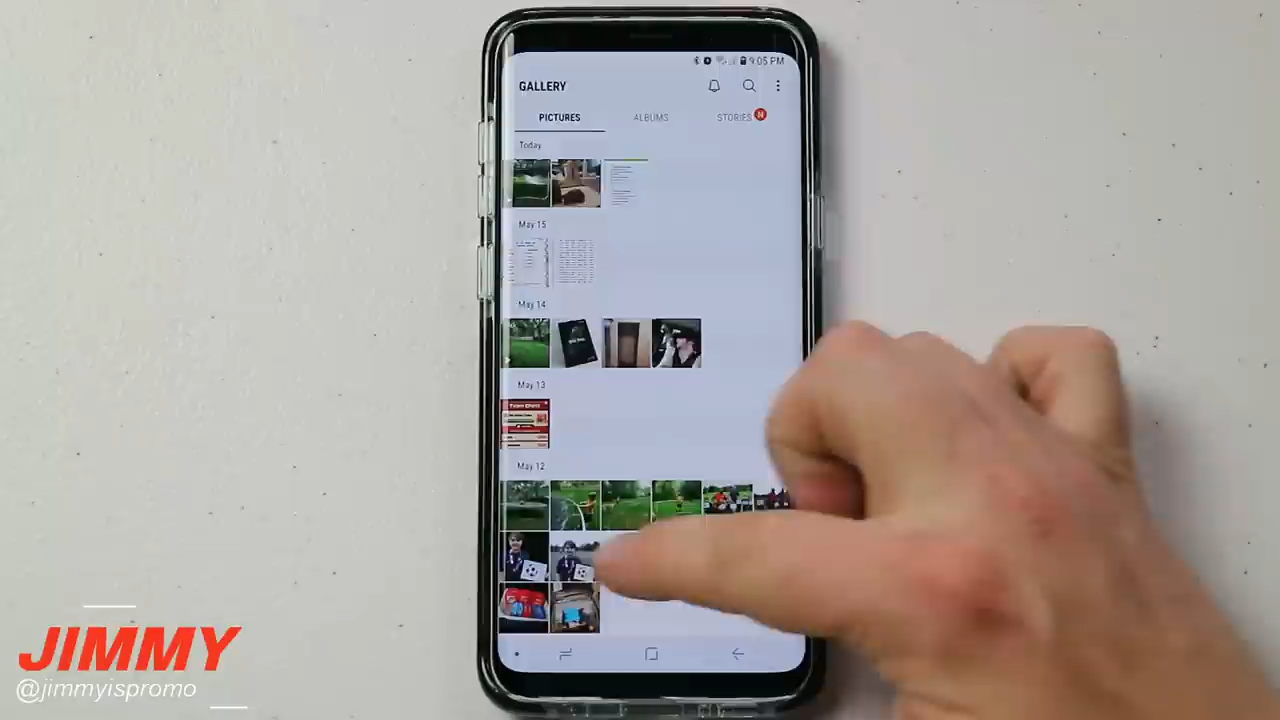 9:05 PM
GALLERY
PICTURES
ALBUMS
STORIES
N
Today
May 15
May 14
May 13
May 12
JIMMY
@jimmyispromo